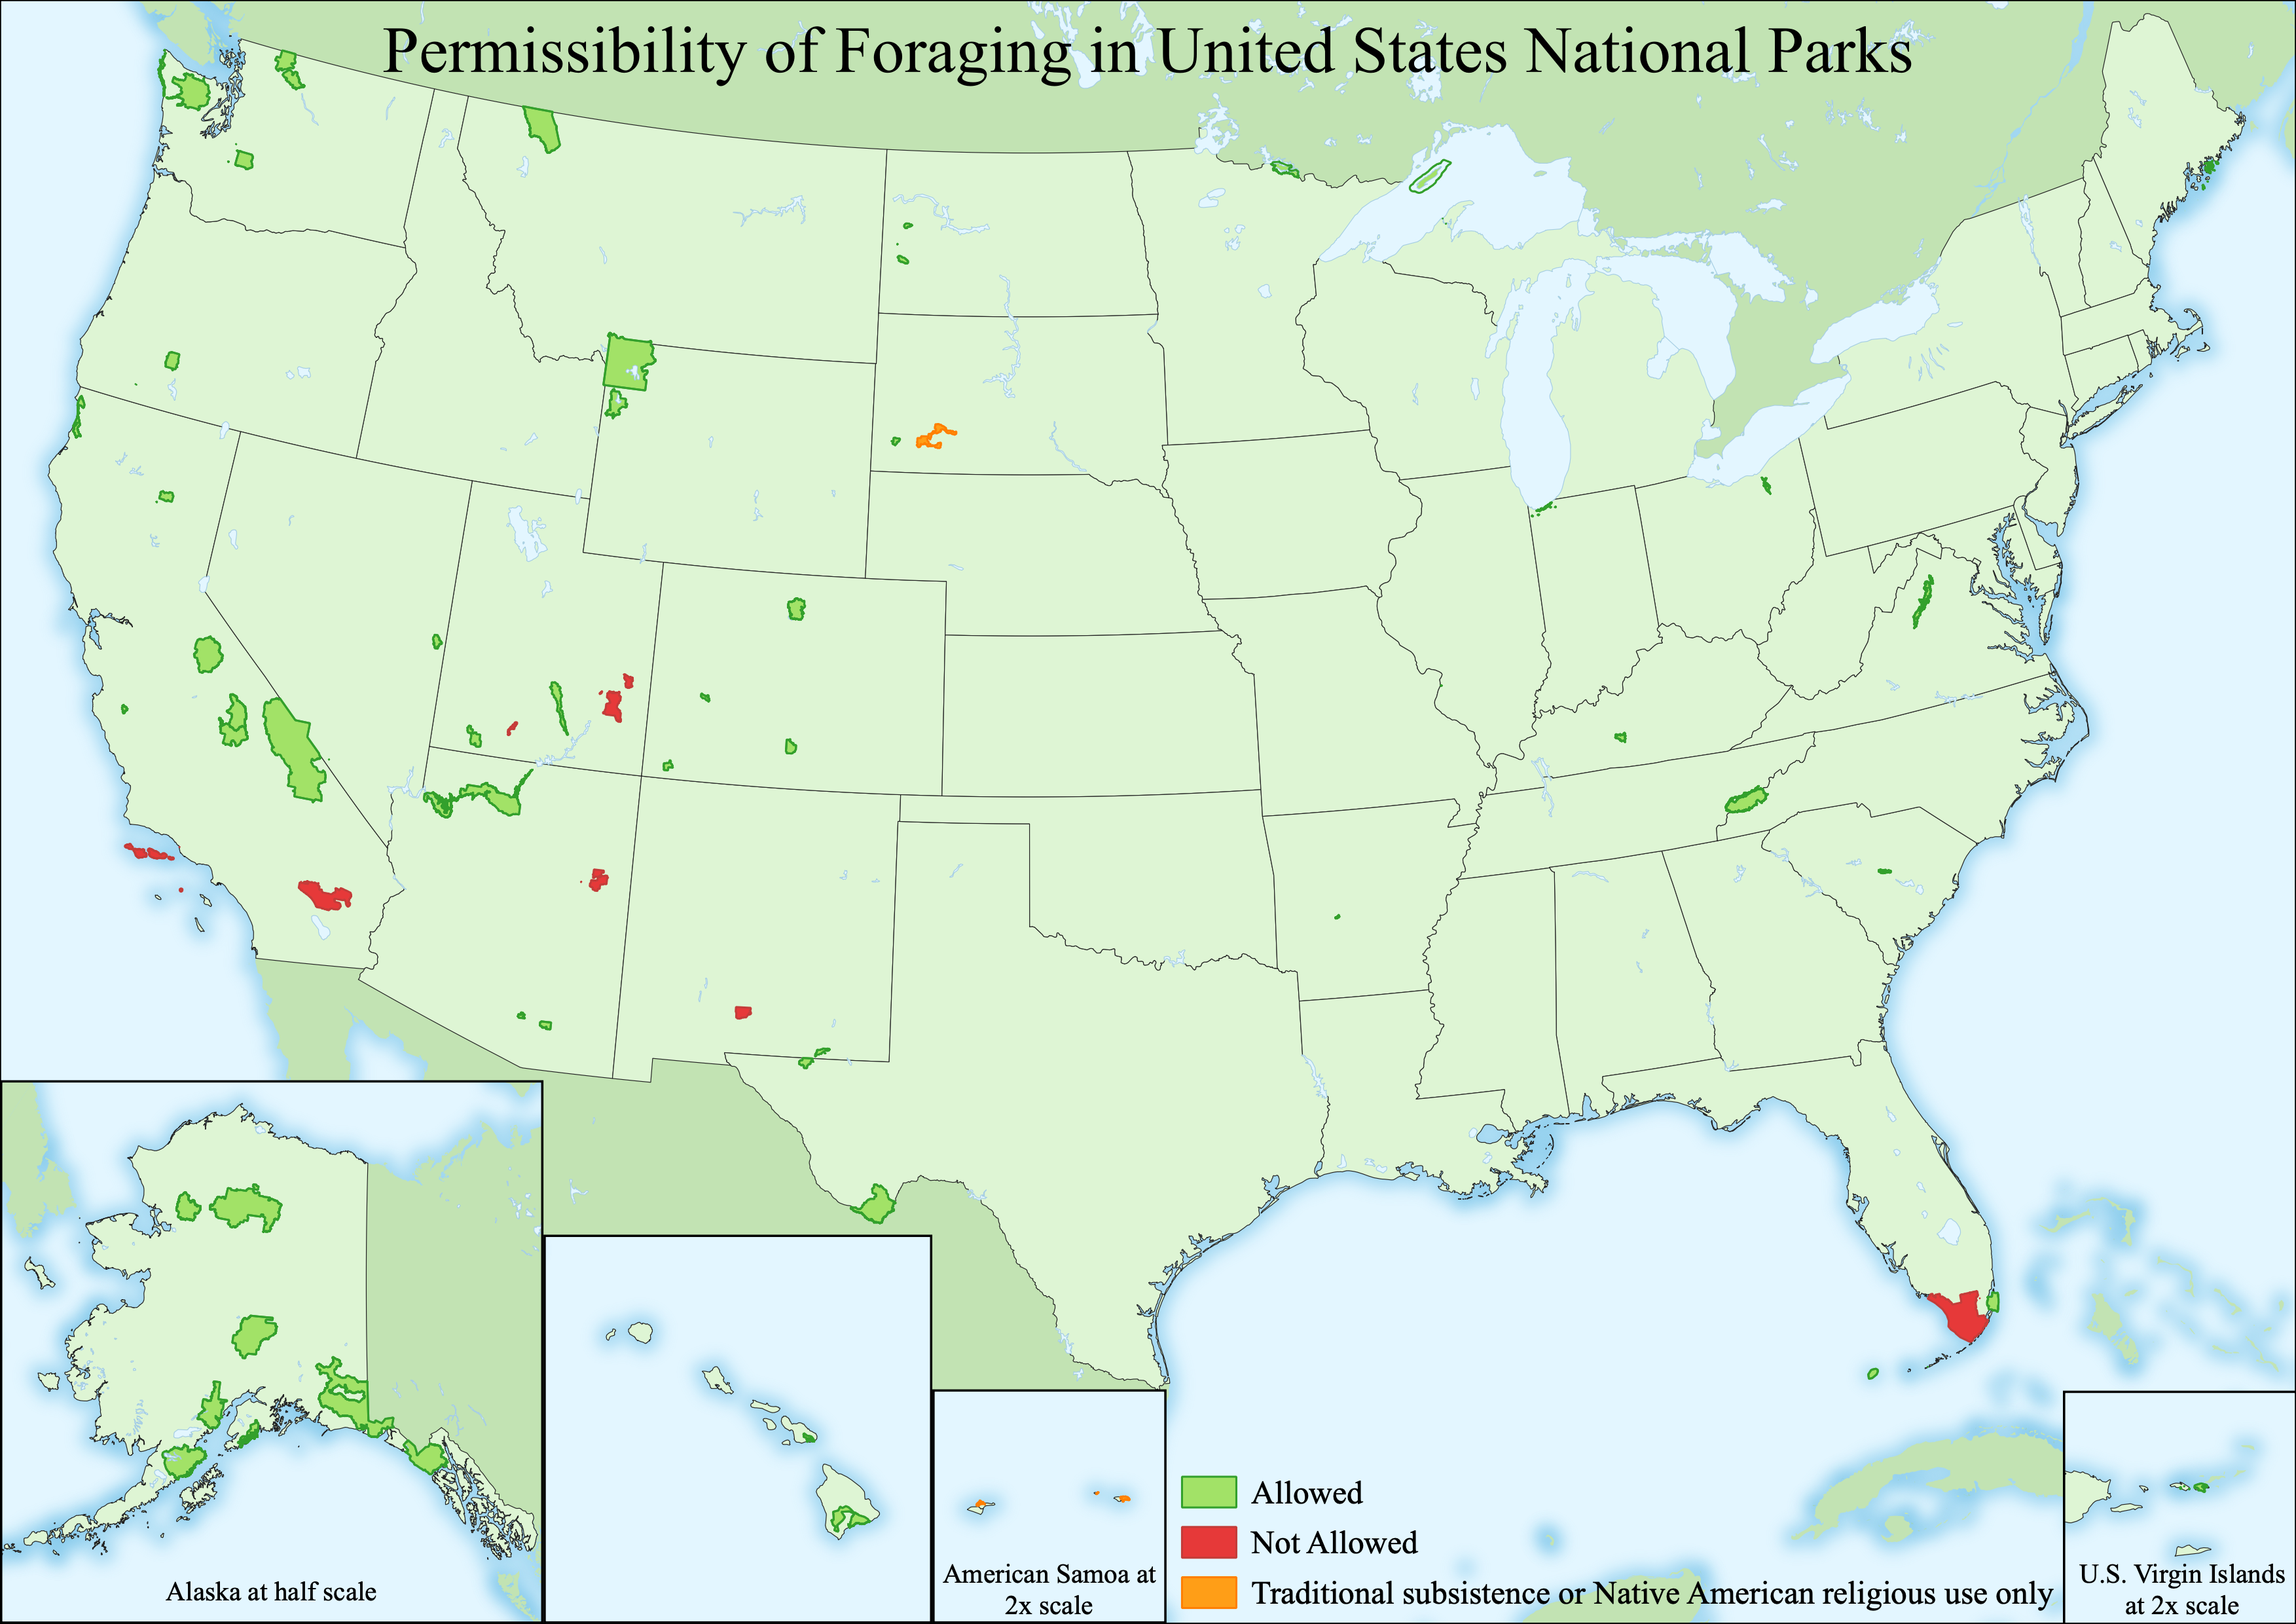 Permissibility of Foraging in United States National Parks
Alaska at half scale
American Samoa at
2x scale
Allowed
Not Allowed
Traditional subsistence or Native American religious use only
U.S. Virgin Islands
at 2x scale